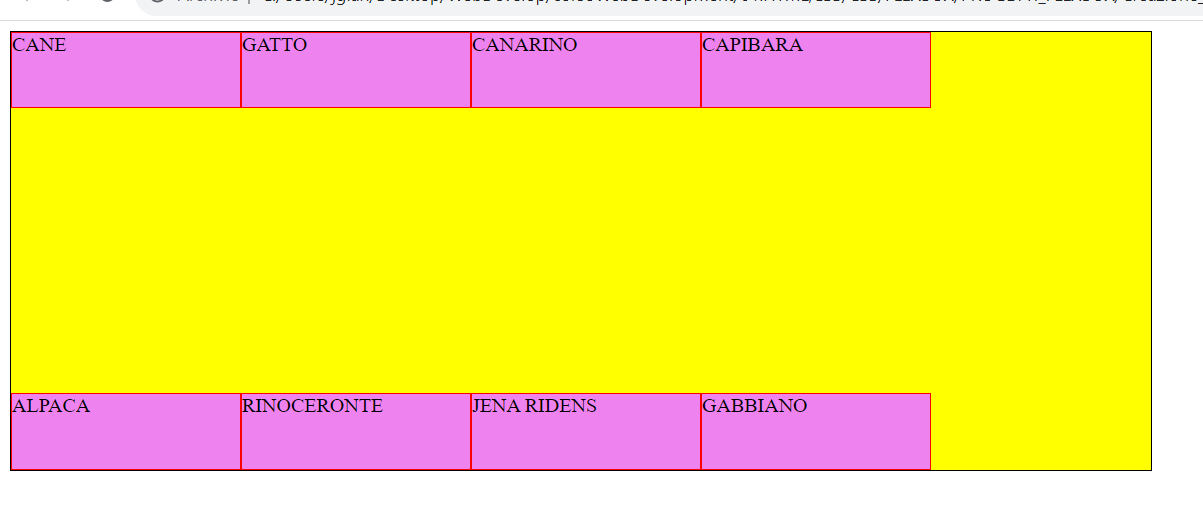 CANE GATTO CANARINO CAPIBARA
ALPACA RINOCERONTE JENA RIDENS GABBIANO